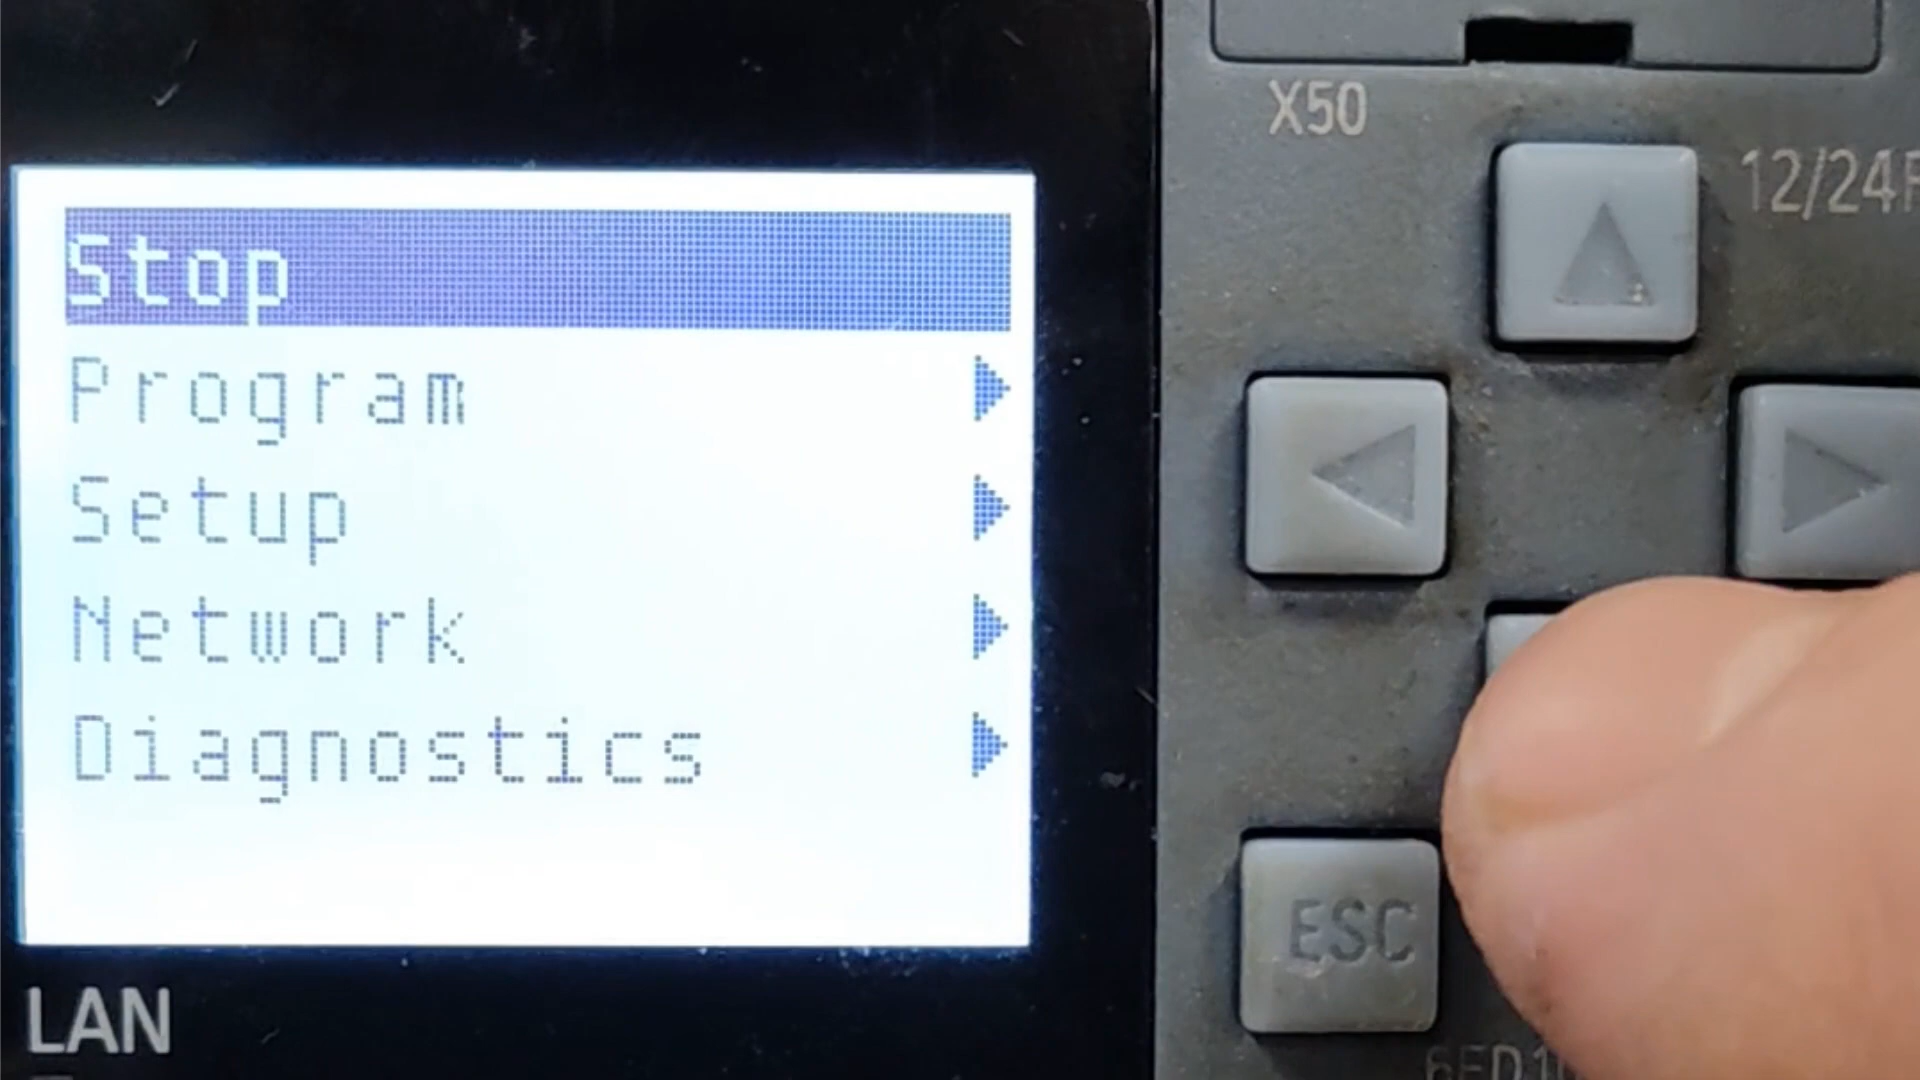 X50
12/24
Stop
Program
Setup
Network
Diagnostics
ESC
LAN